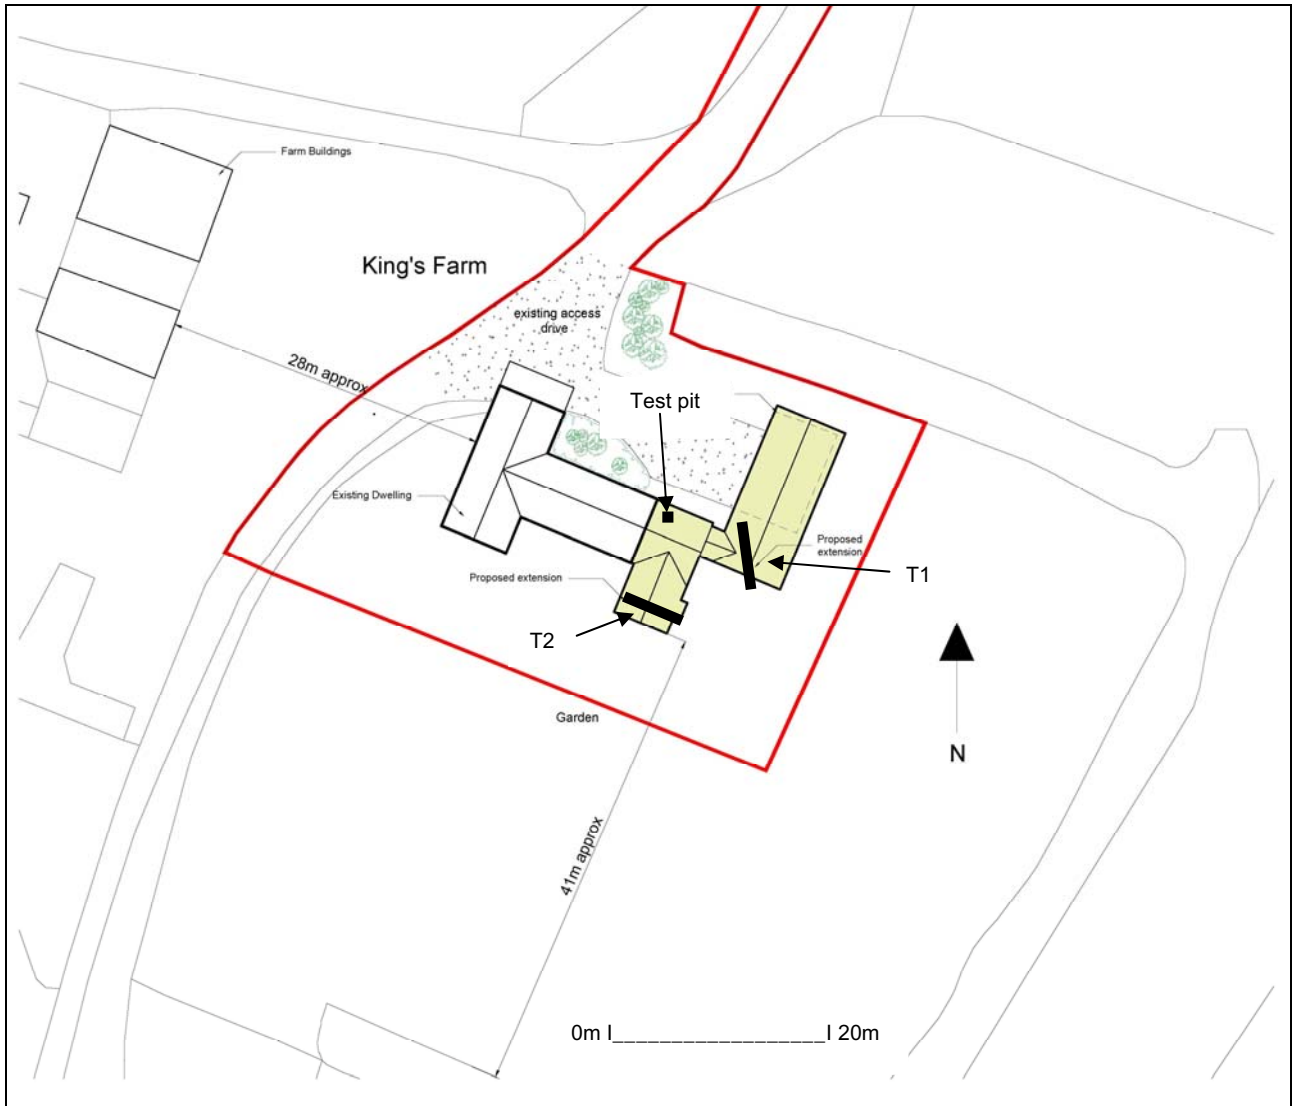 Farm Buildings
King's Farm
existing access
drive
28m approx
Test pit
Existing Dwelling
Proposed
extension
T1
Proposed extension
T2
Garden
N
41m approx
0m I___________________I 20m